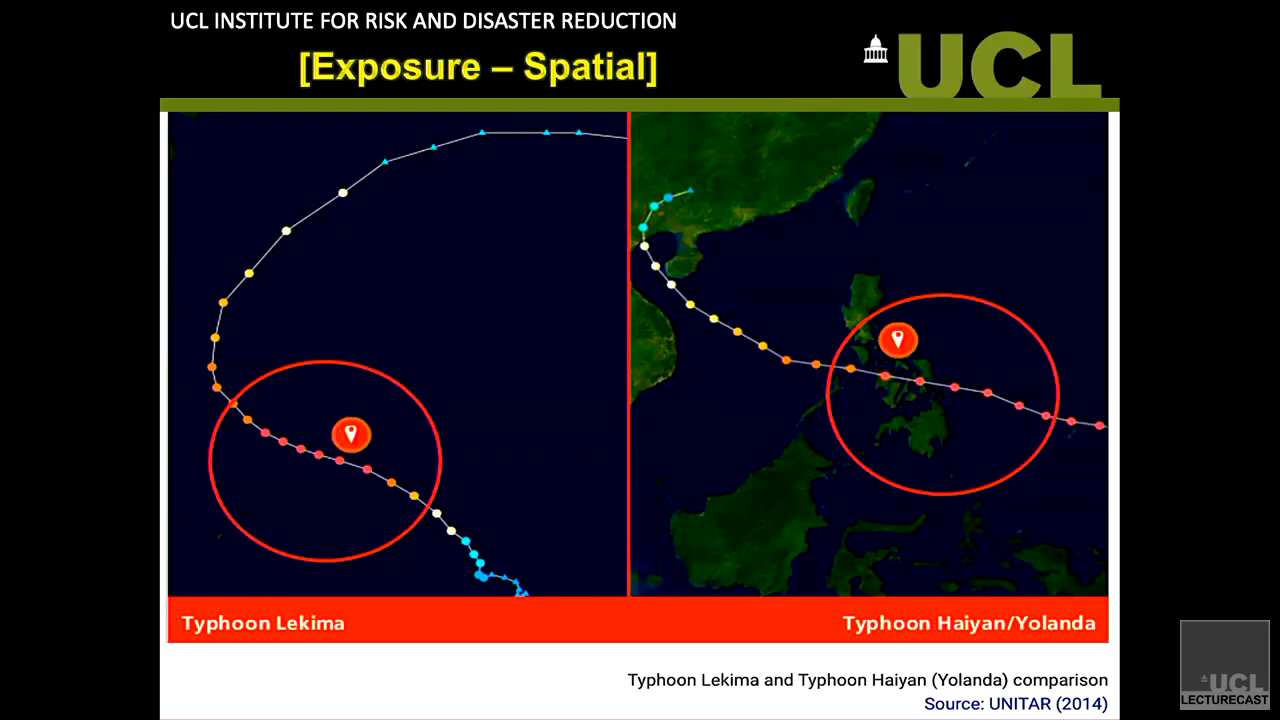 UCL INSTITUTE FOR RISK AND DISASTER REDUCTION
[Exposure – Spatial]
UCL
Typhoon Lekima
Typhoon Haiyan/Yolanda
Typhoon Lekima and Typhoon Haiyan (Yolanda) comparison
Source: UNITAR (2014)
UCL
LECTURECAST